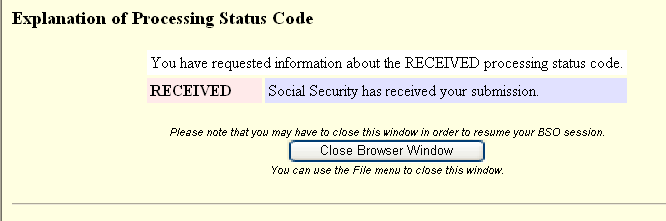 Explanation of Processing Status Code
You have requested information about the RECEIVED processing status code.
RECEIVED Social Security has received your submission.
Please note that you may have to close this window in order to resume your BSO session.
Close Browser Window
You can use the File menu to close this window.